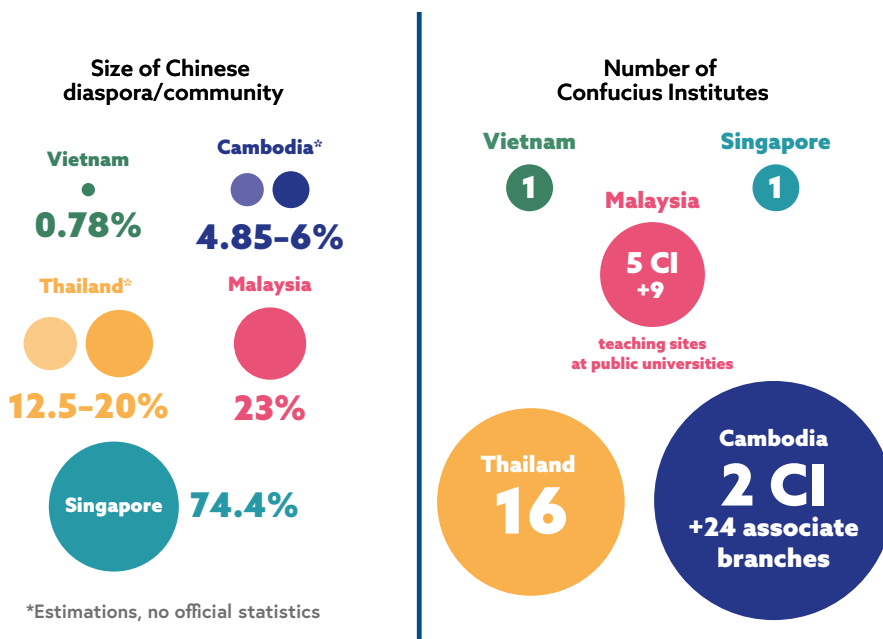 Size of Chinese
diaspora/community
Vietnam
0.78%
Cambodia*
4.85–6%
Thailand*
12.5–20%
Malaysia
23%
Singapore
74.4%
*Estimations, no official statistics
Number of
Confucius Institutes
Vietnam
1
Singapore
1
Malaysia
5 CI
+9
teaching sites
at public universities
Thailand
16
Cambodia
2 CI
+24 associate
branches